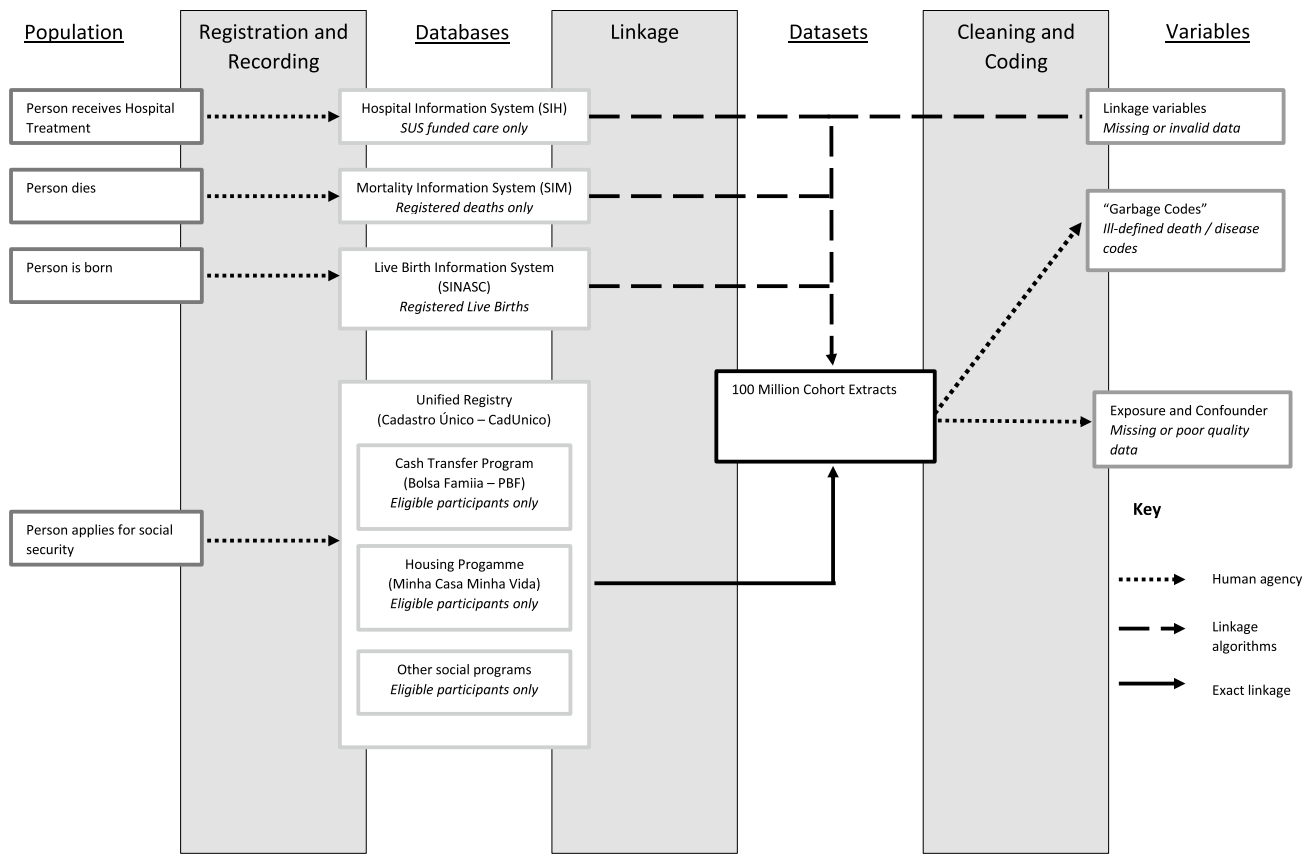 Population
Registration and
Recording
Databases
Linkage
Datasets
Cleaning and
Coding
Variables
Person receives Hospital
Treatment
Hospital Information System (SIH)
SUS funded care only
Linkage variables
Missing or invalid data
Person dies
Mortality Information System (SIM)
Registered deaths only
“Garbage Codes”
Ill-defined death / disease
codes
Person is born
Live Birth Information System
(SINASC)
Registered Live Births
100 Million Cohort Extracts
Exposure and Confounder
Missing or poor quality
data
Unified Registry
(Cadastro Único – CadUnico)
Cash Transfer Program
(Bolsa Famiia – PBF)
Eligible participants only
Person applies for social
security
Housing Progamme
(Minha Casa Minha Vida)
Eligible participants only
Other social programs
Eligible participants only
Key
Human agency
Linkage
algorithms
Exact linkage